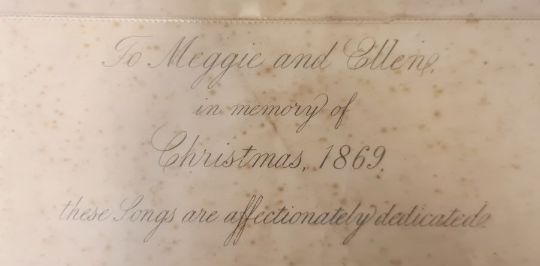 To Meggie and Ellen,
in memory of
Christmas, 1869,
these Songs are affectionately dedicated.